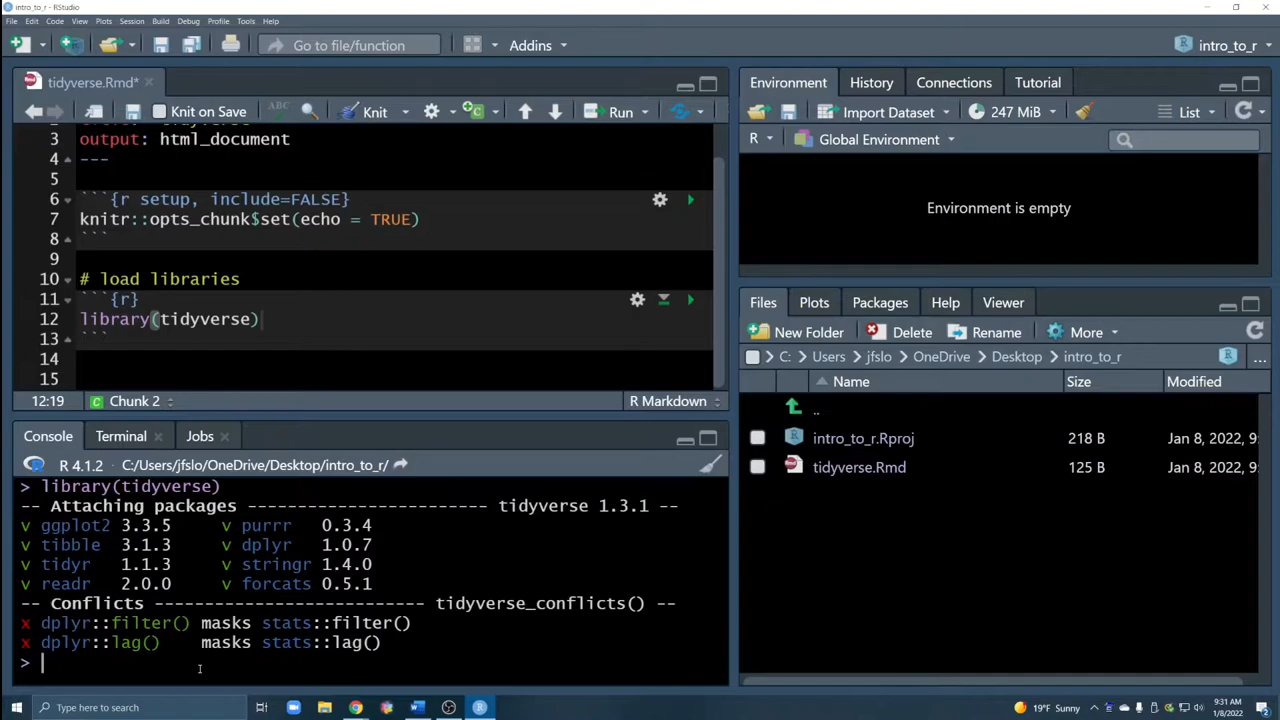 intro_to_r - RStudio
File Edit Code View Plots Session Build Debug Profile Tools Help
Go to file/function
Addins
intro_to_r
tidyverse.Rmd*
Knit on Save
ABC
Knit
Run
3 output: html_document
4 ---
5
6 ```{r setup, include=FALSE}
7 knitr::opts_chunk$set(echo = TRUE)
8 ```
9
10 # load libraries
11 ```{r}
12 library(tidyverse)
13 ```
14
15
12:19 Chunk 2 R Markdown
Console Terminal Jobs
R 4.1.2 C:/Users/jfslo/OneDrive/Desktop/intro_to_r/
> library(tidyverse)
-- Attaching packages ----------------------- tidyverse 1.3.1 --
v ggplot2 3.3.5 v purrr 0.3.4
v tibble 3.1.3 v dplyr 1.0.7
v tidyr 1.1.3 v stringr 1.4.0
v readr 2.0.0 v forcats 0.5.1
-- Conflicts --------------------------- tidyverse_conflicts() --
x dplyr::filter() masks stats::filter()
x dplyr::lag() masks stats::lag()
>
Environment History Connections Tutorial
Import Dataset 247 MiB List
R Global Environment
Environment is empty
Files Plots Packages Help Viewer
New Folder Delete Rename More
C: Users jfslo OneDrive Desktop intro_to_r ...
Name Size Modified
..
intro_to_r.Rproj 218 B Jan 8, 2022, 9:
tidyverse.Rmd 125 B Jan 8, 2022, 9:
Type here to search
19°F Sunny
9:31 AM
1/8/2022
2